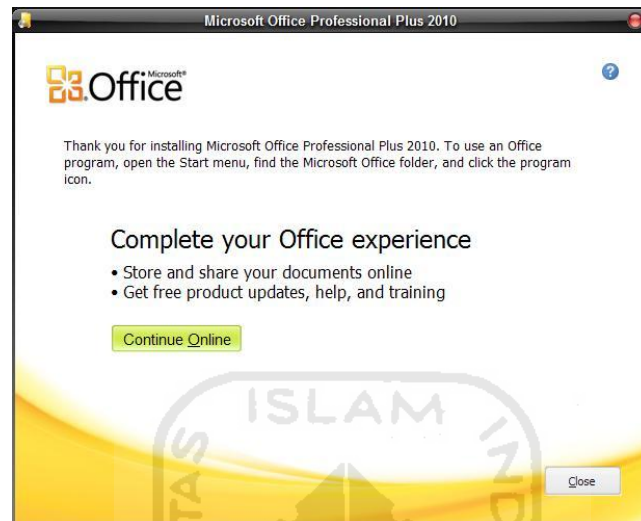 Microsoft Office Professional Plus 2010
Microsoft®
Office
Thank you for installing Microsoft Office Professional Plus 2010. To use an Office
program, open the Start menu, find the Microsoft Office folder, and click the program
icon.
Complete your Office experience
• Store and share your documents online
• Get free product updates, help, and training
Continue Online
ISLAM
Close